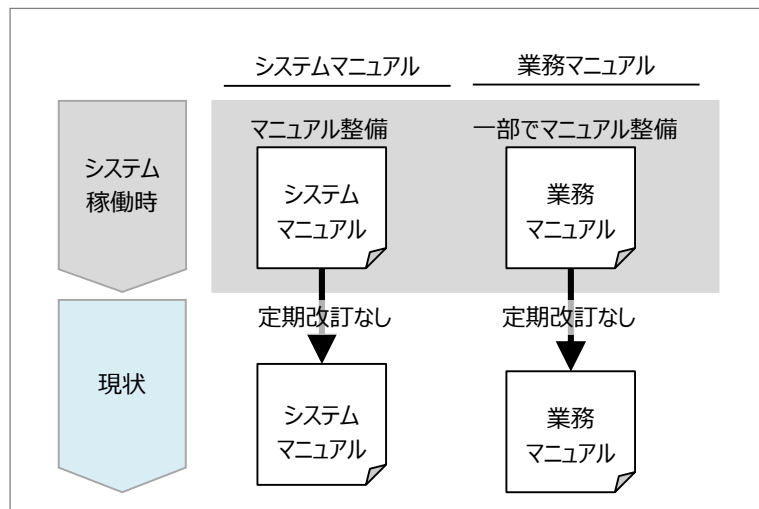 システムマニュアル
業務マニュアル
システム
稼働時
マニュアル整備
一部でマニュアル整備
システム
マニュアル
業務
マニュアル
定期改訂なし
定期改訂なし
現状
システム
マニュアル
業務
マニュアル